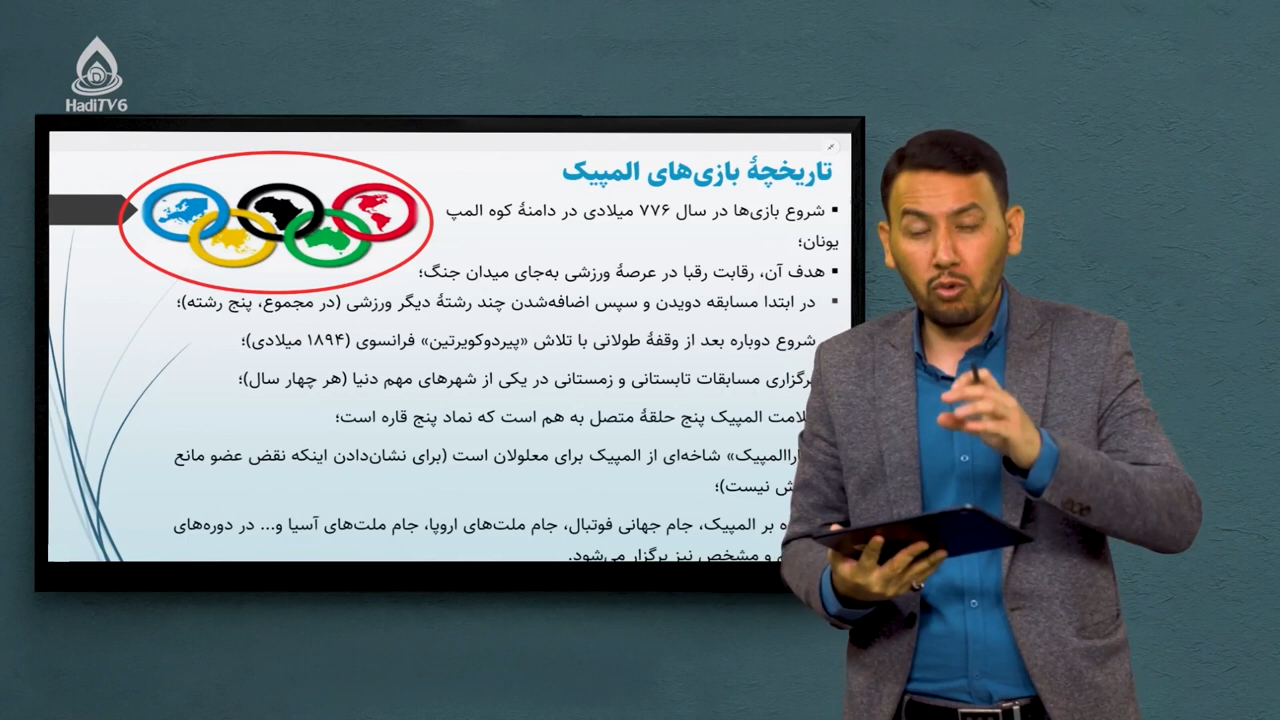 HadiTV6
تاریخچهٔ بازی‌های المپیک
▪ شروع بازی‌ها در سال ۷۷۶ میلادی در دامنهٔ کوه المپ
یونان؛
▪ هدف آن، رقابت رقبا در عرصهٔ ورزشی به‌جای میدان جنگ؛
▪ در ابتدا مسابقه دویدن و سپس اضافه‌شدن چند رشتهٔ دیگر ورزشی (در مجموع، پنج رشته)؛
شروع دوباره بعد از وقفهٔ طولانی با تلاش «پیردوکوبرتین» فرانسوی (۱۸۹۴ میلادی)؛
مسابقات تابستانی و زمستانی در یکی از شهرهای مهم دنیا (هر چهار سال)؛
المپیک پنج حلقهٔ متصل به هم است که نماد پنج قاره است؛
شاخه‌ای از المپیک برای معلولان است (برای نشان‌دادن اینکه نقض عضو مانع
نیست)؛
بر المپیک، جام جهانی فوتبال، جام ملت‌های اروپا، جام ملت‌های آسیا و... در دوره‌های
و مشخص نیز برگزار می‌شود.